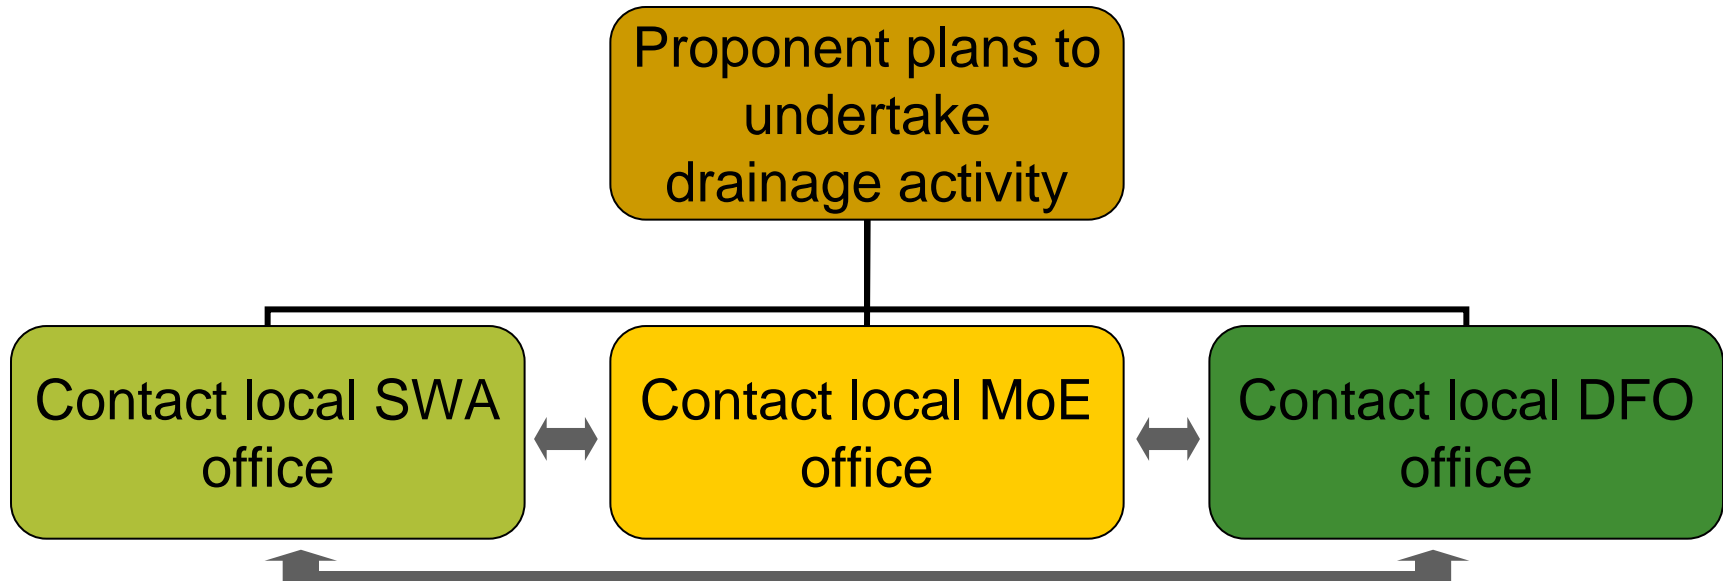 Proponent plans to
undertake
drainage activity
Contact local SWA
office
Contact local MoE
office
Contact local DFO
office